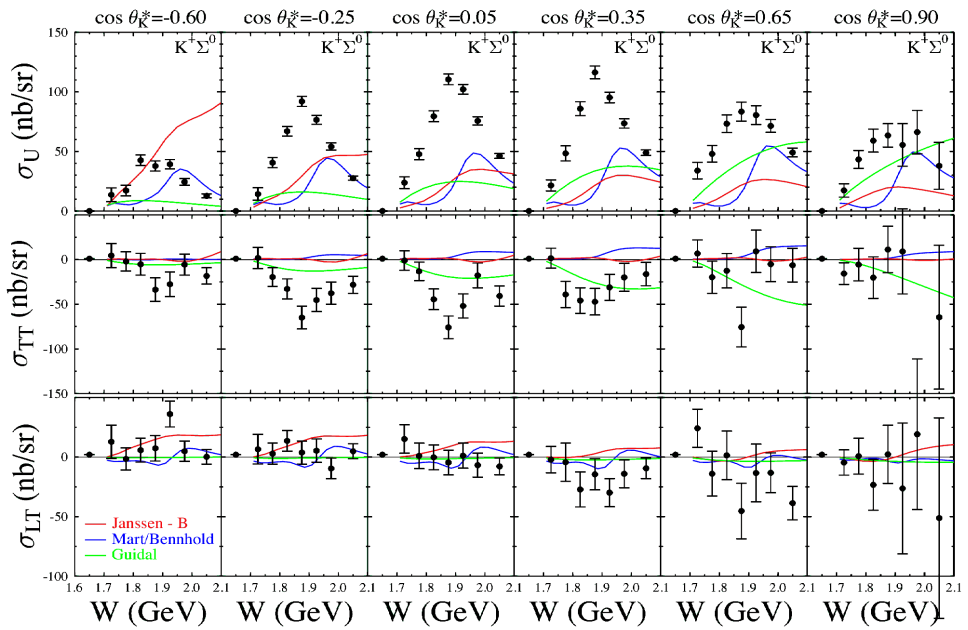 cos θK*=-0.60 cos θK*=-0.25 cos θK*=0.05 cos θK*=0.35 cos θK*=0.65 cos θK*=0.90
K⁺Σ⁰ K⁺Σ⁰ K⁺Σ⁰ K⁺Σ⁰ K⁺Σ⁰ K⁺Σ⁰
σU (nb/sr)
150
100
50
0
σTT (nb/sr)
0
-50
-100
-150
σLT (nb/sr)
0
-50
-100
Janssen - B
Mart/Bennhold
Guidal
1.6 1.7 1.8 1.9 2.0 2.1 1.7 1.8 1.9 2.0 2.1 1.7 1.8 1.9 2.0 2.1 1.7 1.8 1.9 2.0 2.1 1.7 1.8 1.9 2.0 2.1 1.7 1.8 1.9 2.0 2.1
W (GeV) W (GeV) W (GeV) W (GeV) W (GeV) W (GeV)